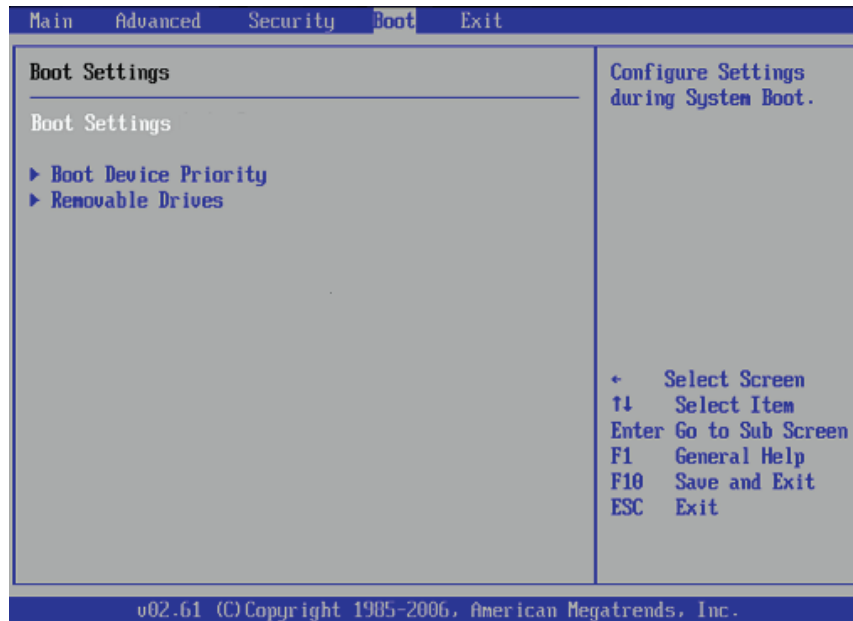 Main Advanced Security Boot Exit
Boot Settings
Boot Settings
▶ Boot Device Priority
▶ Removable Drives
Configure Settings
during System Boot.
← Select Screen
↑↓ Select Item
Enter Go to Sub Screen
F1 General Help
F10 Save and Exit
ESC Exit
v02.61 (C)Copyright 1985-2006, American Megatrends, Inc.